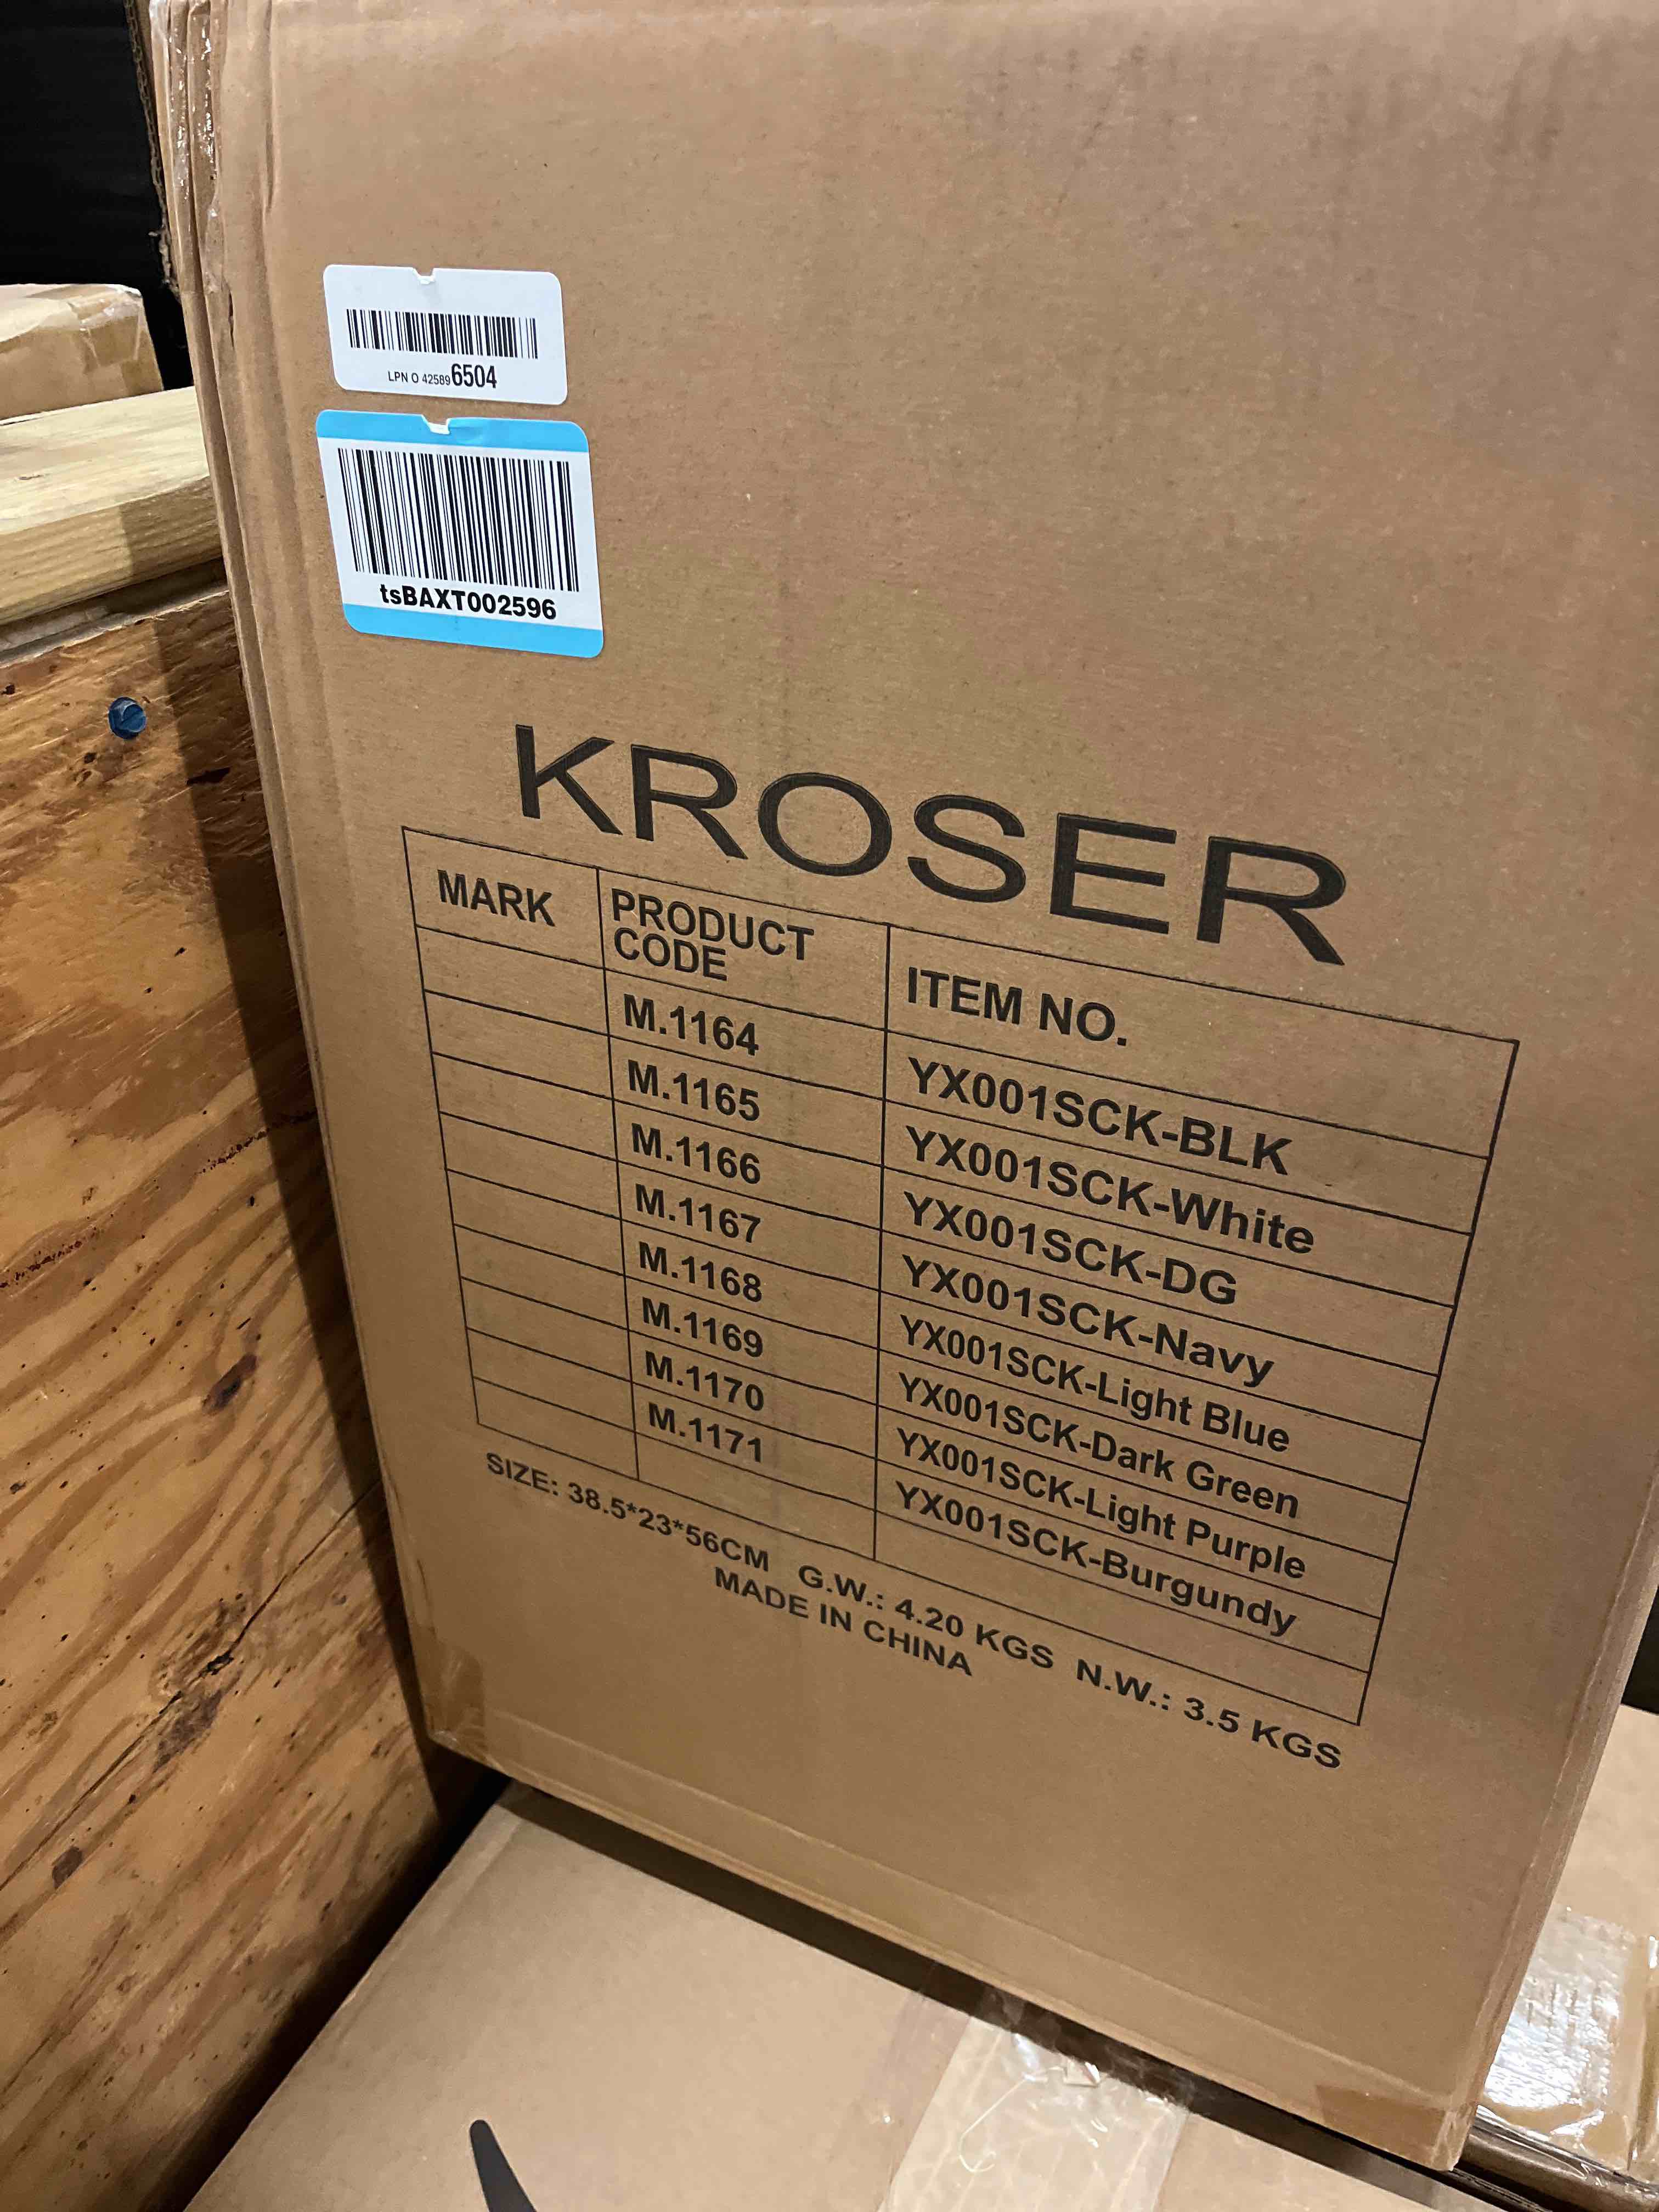 LPN O 425896504
tsBAXT002596
KROSER
MARK PRODUCT CODE ITEM NO.
M.1164 YX001SCK-BLK
M.1165 YX001SCK-White
M.1166 YX001SCK-DG
M.1167 YX001SCK-Navy
M.1168 YX001SCK-Light Blue
M.1169 YX001SCK-Dark Green
M.1170 YX001SCK-Light Purple
M.1171 YX001SCK-Burgundy
SIZE: 38.5*23*56CM G.W.: 4.20 KGS N.W.: 3.5 KGS
MADE IN CHINA